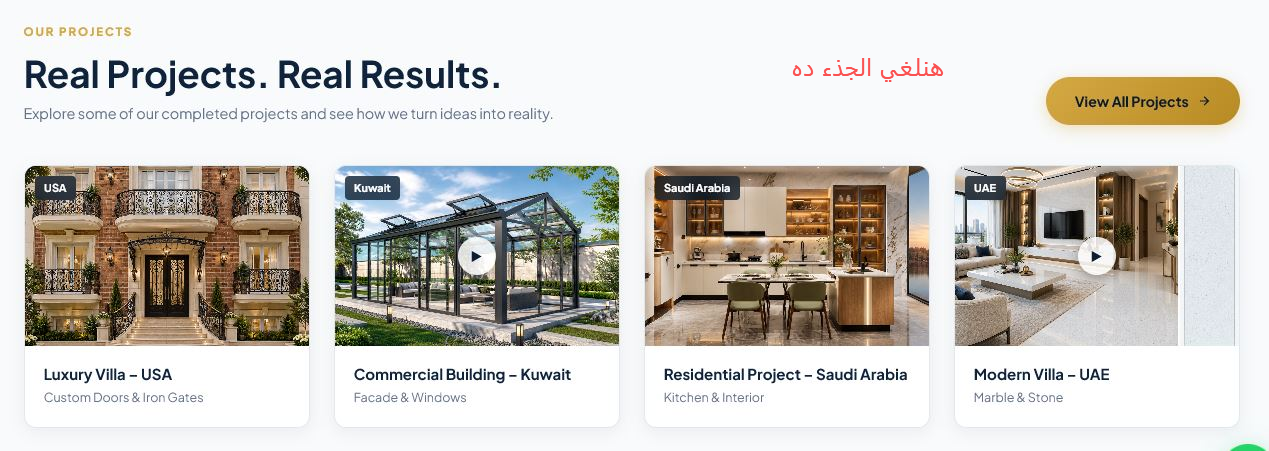 OUR PROJECTS
Real Projects. Real Results.
هنلغي الجذء ده
Explore some of our completed projects and see how we turn ideas into reality.
View All Projects →
USA
Kuwait
Saudi Arabia
UAE
Luxury Villa – USA
Custom Doors & Iron Gates
Commercial Building – Kuwait
Facade & Windows
Residential Project – Saudi Arabia
Kitchen & Interior
Modern Villa – UAE
Marble & Stone